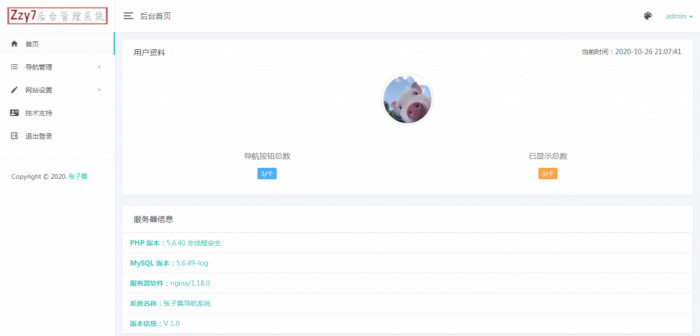 Zzy7后台管理系统
后台首页
admin
首页
导航管理
网站设置
技术支持
退出登录
Copyright © 2020. 张子翼
用户资料
当前时间：2020-10-26 21:07:41
导航按钮总数
已显示总数
3/个
3/个
服务器信息
PHP 版本：5.6.40 非线程安全
MySQL 版本：5.6.49-log
服务器软件：nginx/1.18.0
系统名称：张子翼导航系统
版本信息：V 1.0